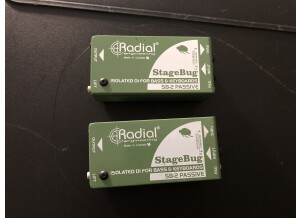 Radial
engineering
StageBug
ISOLATED DI FOR BASS & KEYBOARDS
SB-2 PASSIVE
Radial
engineering
StageBug
ISOLATED DI FOR BASS & KEYBOARDS
SB-2 PASSIVE